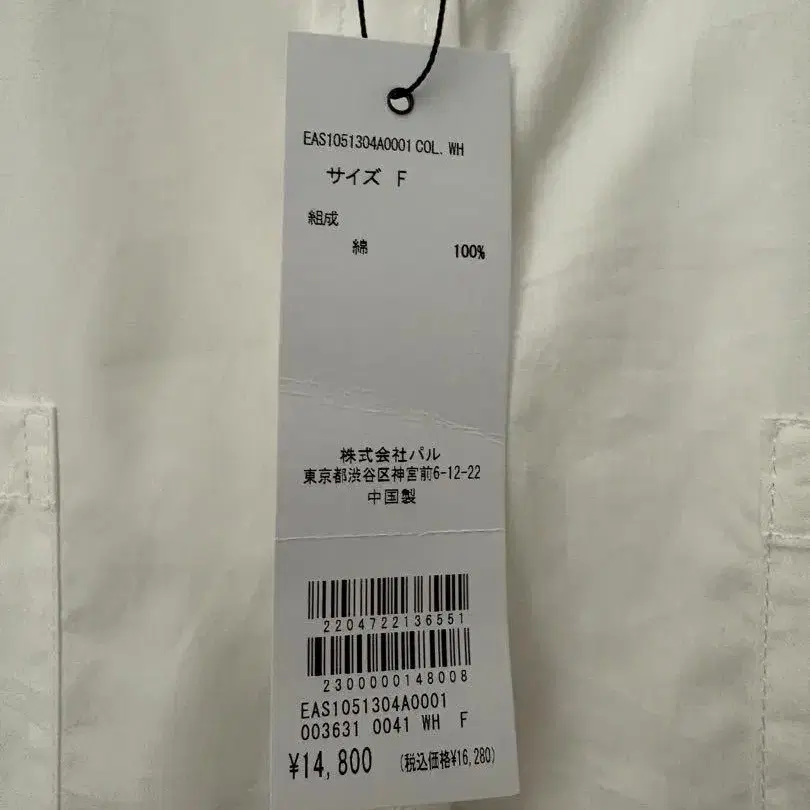 EAS1051304A0001 COL. WH
サイズ F
組成
綿 100%
株式会社パル
東京都渋谷区神宮前6-12-22
中国製
2204722136551
2300000148008
EAS1051304A0001
003631 0041 WH F
¥14,800 (税込価格¥16,280)